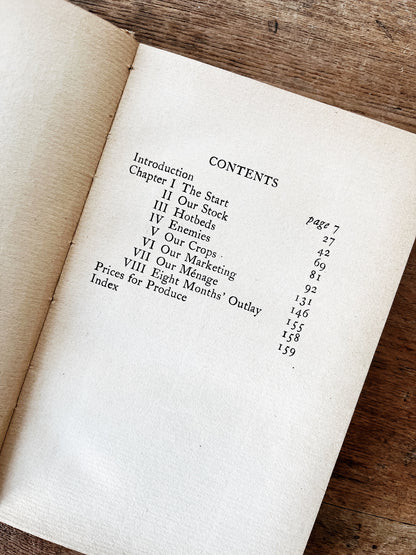 CONTENTS
Introduction page 7
Chapter I The Start 27
II Our Stock 42
III Hotbeds 69
IV Enemies 81
V Our Crops 92
VI Our Marketing 131
VII Our Ménage 146
VIII Eight Months' Outlay 155
Prices for Produce 158
Index 159